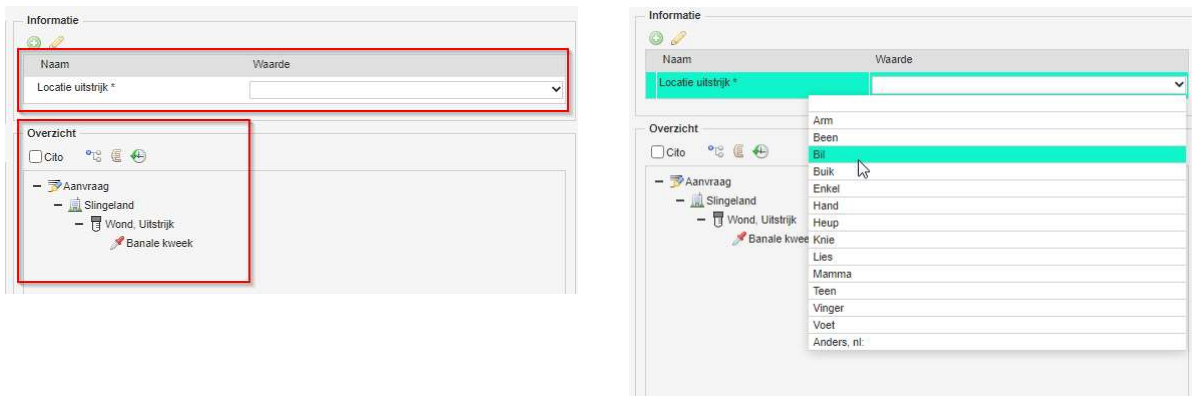 Informatie
Naam Waarde
Locatie uitstrijk *
Overzicht
Cito
Aanvraag
Slingeland
Wond, Uitstrijk
Banale kweek
Informatie
Naam Waarde
Locatie uitstrijk *
Overzicht
Cito
Aanvraag
Slingeland
Wond, Uitstrijk
Banale kwee
Arm
Been
Bil
Buik
Enkel
Hand
Heup
Knie
Lies
Mamma
Teen
Vinger
Voet
Anders, nl: